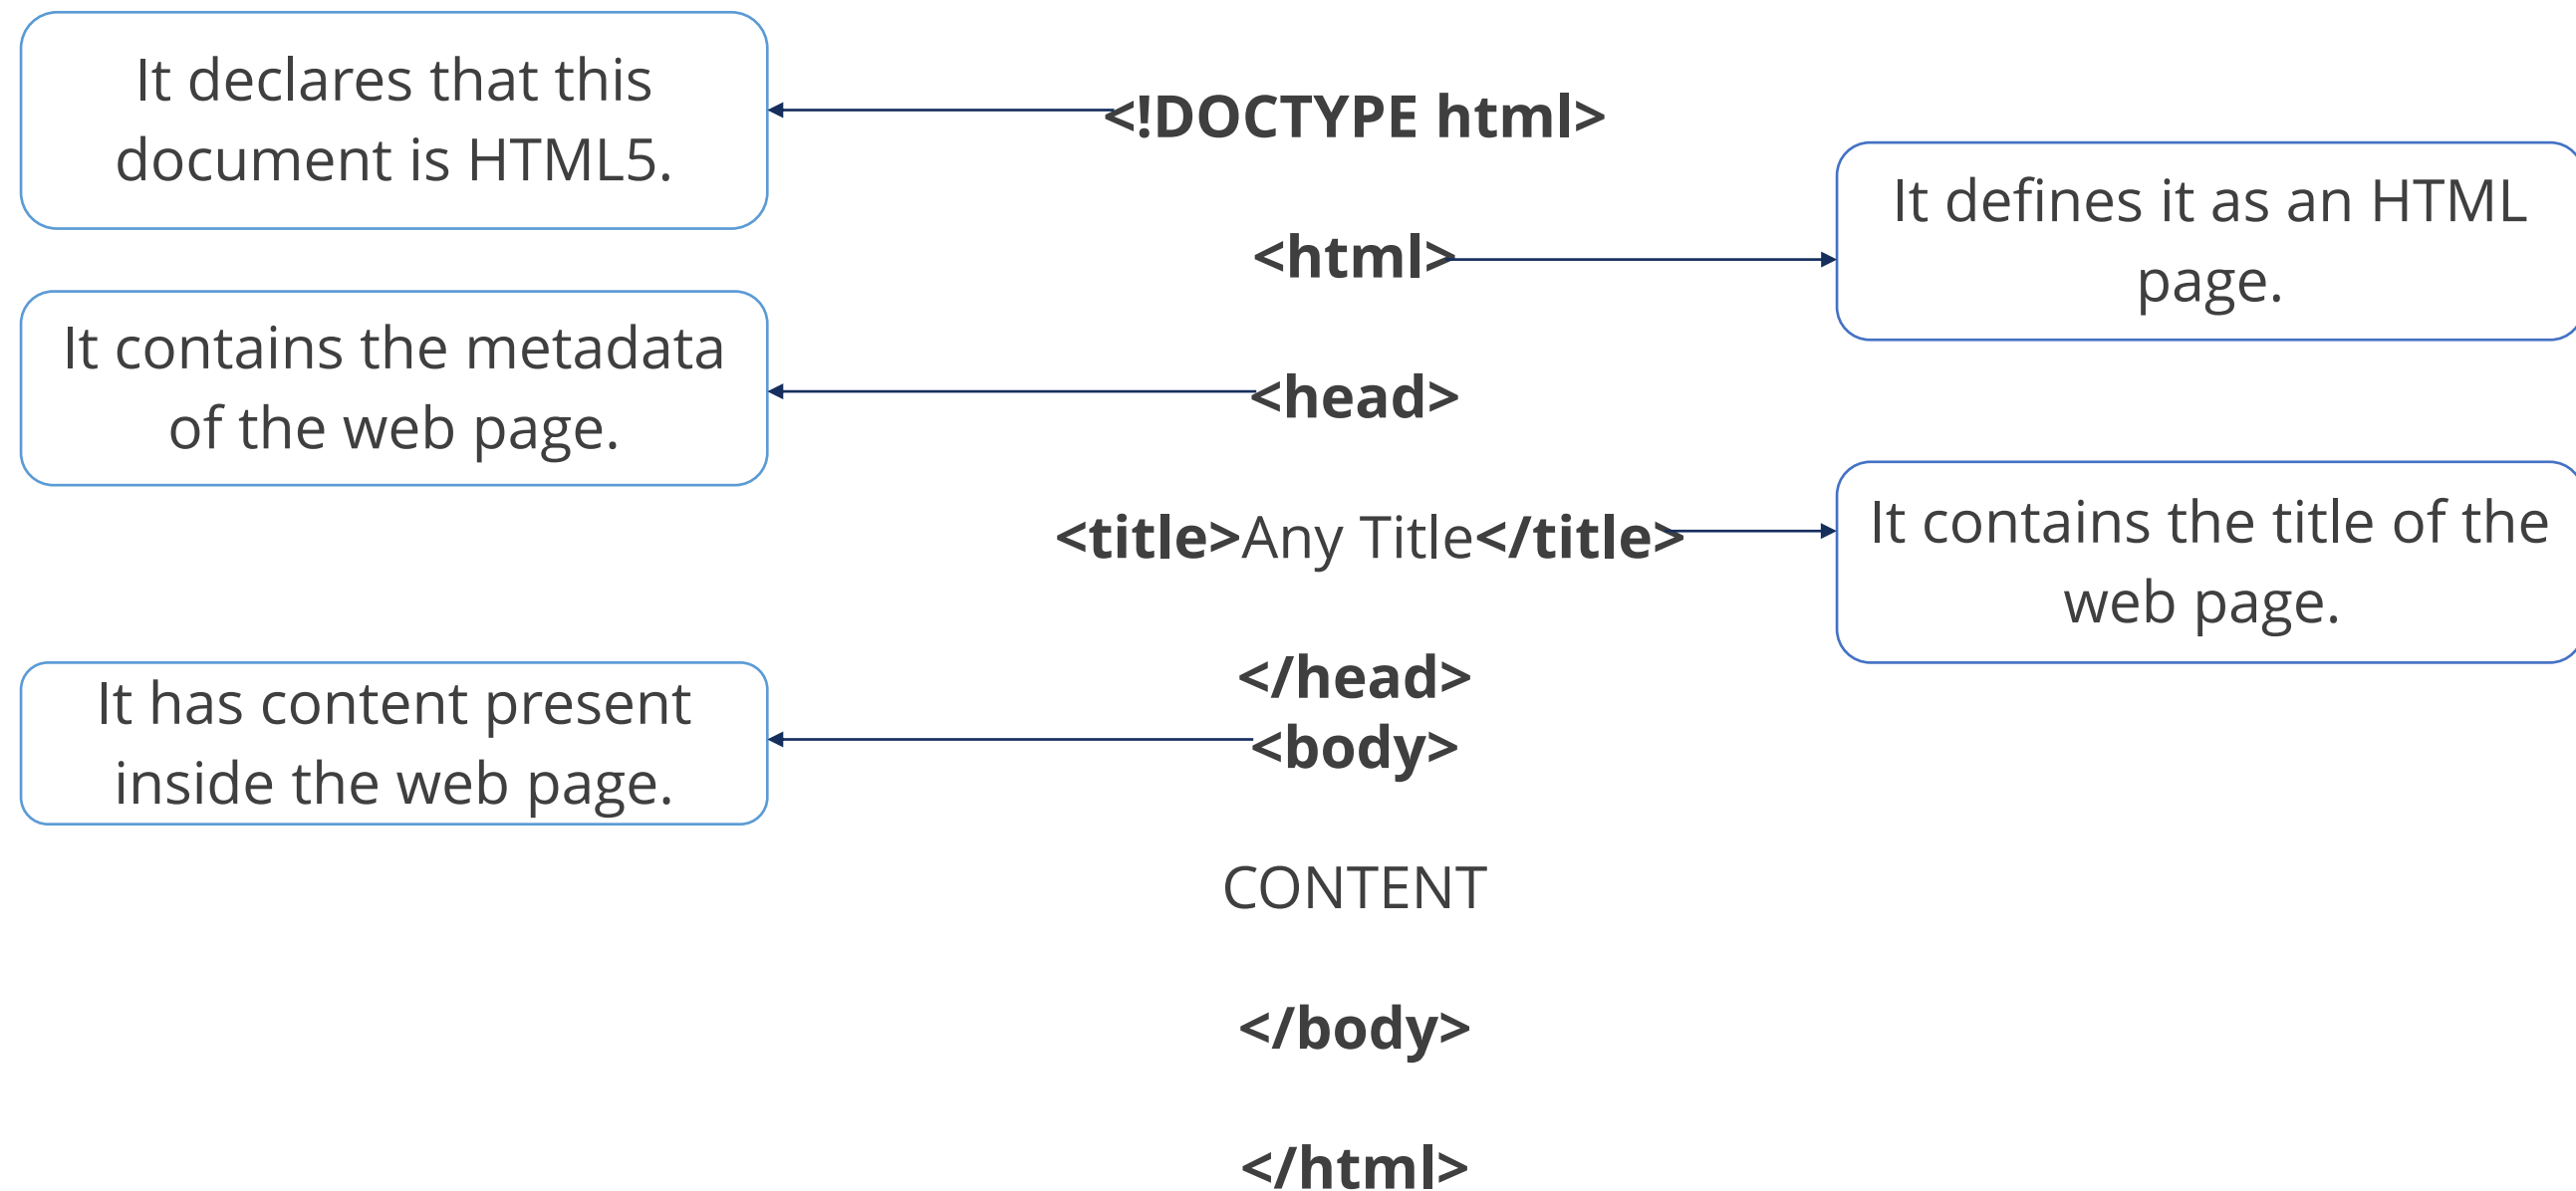 It declares that this
document is HTML5.
<!DOCTYPE html>
It defines it as an HTML
page.
<html>
It contains the metadata
of the web page.
<head>
<title>Any Title</title>
It contains the title of the
web page.
</head>
It has content present
inside the web page.
<body>
CONTENT
</body>
</html>